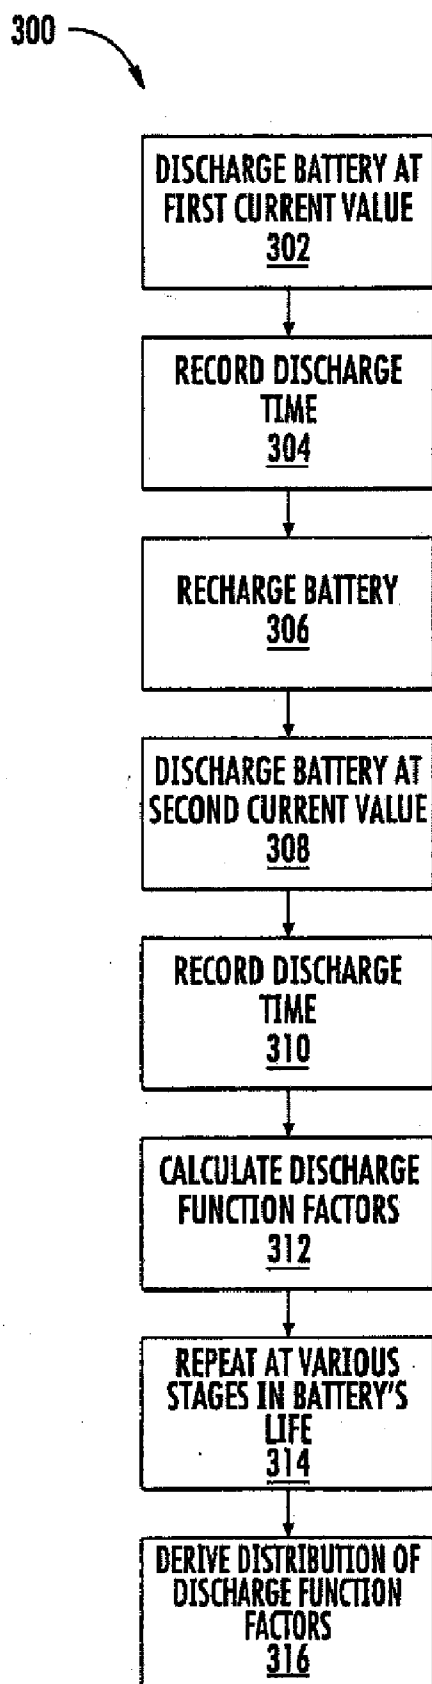 300
DISCHARGE BATTERY AT
FIRST CURRENT VALUE
302
RECORD DISCHARGE
TIME
304
RECHARGE BATTERY
306
DISCHARGE BATTERY AT
SECOND CURRENT VALUE
308
RECORD DISCHARGE
TIME
310
CALCULATE DISCHARGE
FUNCTION FACTORS
312
REPEAT AT VARIOUS
STAGES IN BATTERY'S
LIFE
314
DERIVE DISTRIBUTION OF
DISCHARGE FUNCTION
FACTORS
316